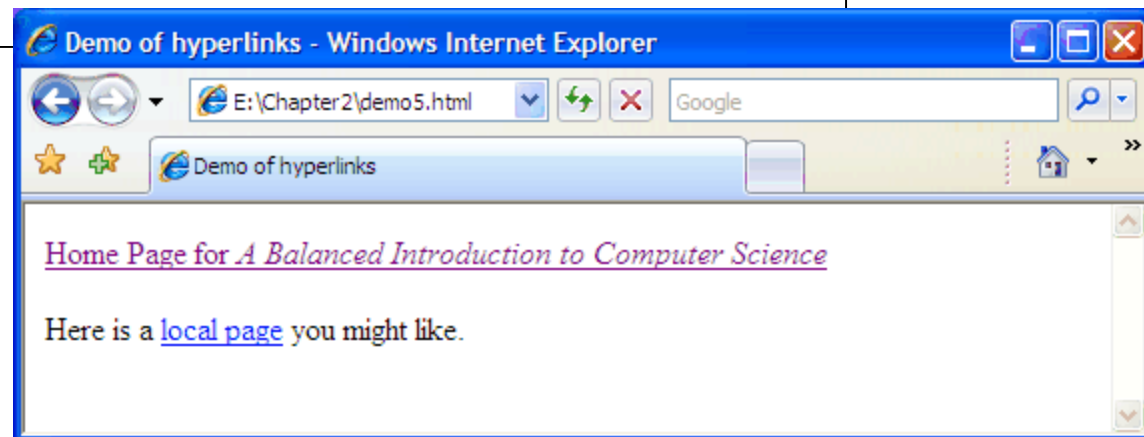 Demo of hyperlinks - Windows Internet Explorer
E:\Chapter2\demo5.html
Google
Demo of hyperlinks
»
Home Page for A Balanced Introduction to Computer Science
Here is a local page you might like.